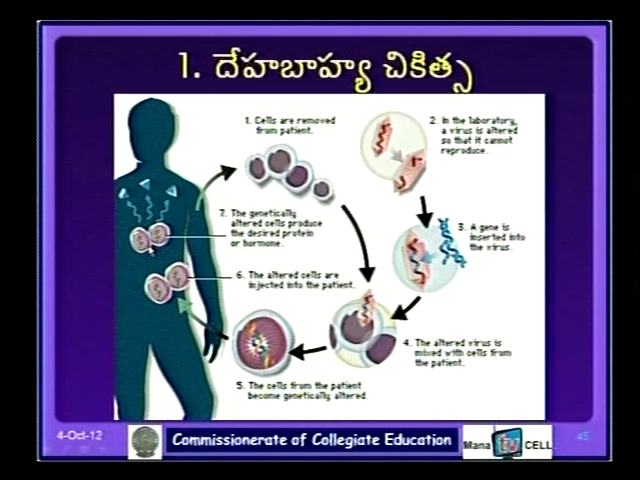 1. దేహబాహ్య చికిత్స
1. Cells are removed
from patient.
2. In the laboratory,
a virus is altered
so that it cannot
reproduce.
3. A gene is
inserted into
the virus.
4. The altered virus is
mixed with cells from
the patient.
5. The cells from the patient
become genetically altered.
6. The altered cells are
injected into the patient.
7. The genetically
altered cells produce
the desired protein
or hormone.
4-Oct-12
Commissionerate of Collegiate Education
Mana TV CELL
45